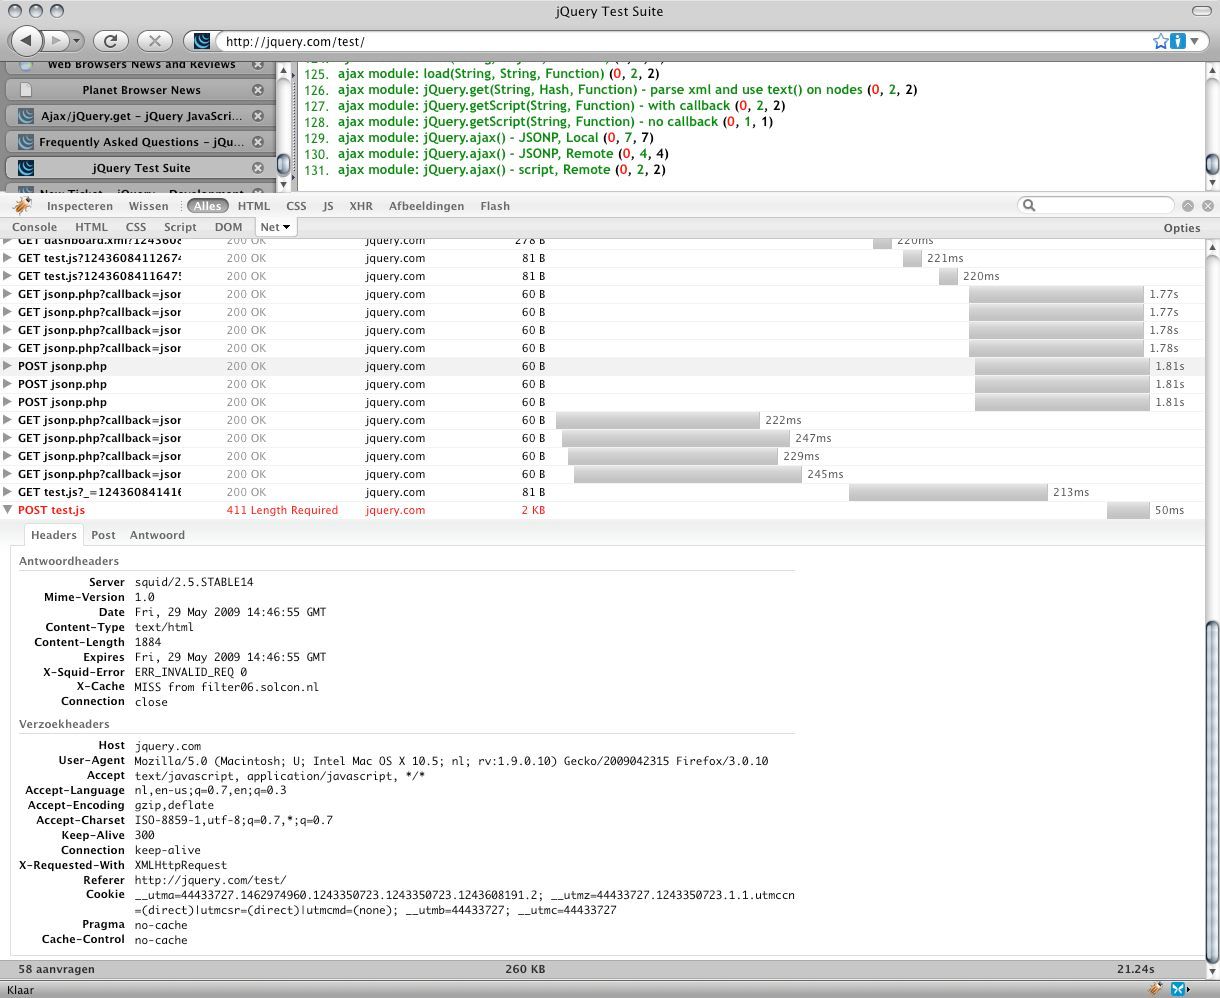 jQuery Test Suite
http://jquery.com/test/
Web Browsers News and Reviews
Planet Browser News
Ajax/jQuery.get - jQuery JavaScri...
Frequently Asked Questions - jQu...
jQuery Test Suite
New Ticket - jQuery - Development
125. ajax module: load(String, String, Function) (0, 2, 2)
126. ajax module: jQuery.get(String, Hash, Function) - parse xml and use text() on nodes (0, 2, 2)
127. ajax module: jQuery.getScript(String, Function) - with callback (0, 2, 2)
128. ajax module: jQuery.getScript(String, Function) - no callback (0, 1, 1)
129. ajax module: jQuery.ajax() - JSONP, Local (0, 7, 7)
130. ajax module: jQuery.ajax() - JSONP, Remote (0, 4, 4)
131. ajax module: jQuery.ajax() - script, Remote (0, 2, 2)
Inspecteren Wissen Alles HTML CSS JS XHR Afbeeldingen Flash
Console HTML CSS Script DOM Net Opties
GET dashboard.xml?1243608 200 OK jquery.com 278 B 220ms
GET test.js?12436084112674 200 OK jquery.com 81 B 221ms
GET test.js?12436084116475 200 OK jquery.com 81 B 220ms
GET jsonp.php?callback=jsor 200 OK jquery.com 60 B 1.77s
GET jsonp.php?callback=jsor 200 OK jquery.com 60 B 1.77s
GET jsonp.php?callback=jsor 200 OK jquery.com 60 B 1.78s
GET jsonp.php?callback=jsor 200 OK jquery.com 60 B 1.78s
POST jsonp.php 200 OK jquery.com 60 B 1.81s
POST jsonp.php 200 OK jquery.com 60 B 1.81s
POST jsonp.php 200 OK jquery.com 60 B 1.81s
GET jsonp.php?callback=jsor 200 OK jquery.com 60 B 222ms
GET jsonp.php?callback=jsor 200 OK jquery.com 60 B 247ms
GET jsonp.php?callback=jsor 200 OK jquery.com 60 B 229ms
GET jsonp.php?callback=jsor 200 OK jquery.com 60 B 245ms
GET test.js?_=124360841416 200 OK jquery.com 81 B 213ms
POST test.js 411 Length Required jquery.com 2 KB 50ms
Headers Post Antwoord
Antwoordheaders
Server squid/2.5.STABLE14
Mime-Version 1.0
Date Fri, 29 May 2009 14:46:55 GMT
Content-Type text/html
Content-Length 1884
Expires Fri, 29 May 2009 14:46:55 GMT
X-Squid-Error ERR_INVALID_REQ 0
X-Cache MISS from filter06.solcon.nl
Connection close
Verzoekheaders
Host jquery.com
User-Agent Mozilla/5.0 (Macintosh; U; Intel Mac OS X 10.5; nl; rv:1.9.0.10) Gecko/2009042315 Firefox/3.0.10
Accept text/javascript, application/javascript, */*
Accept-Language nl,en-us;q=0.7,en;q=0.3
Accept-Encoding gzip,deflate
Accept-Charset ISO-8859-1,utf-8;q=0.7,*;q=0.7
Keep-Alive 300
Connection keep-alive
X-Requested-With XMLHttpRequest
Referer http://jquery.com/test/
Cookie __utma=44433727.1462974960.1243350723.1243350723.1243608191.2; __utmz=44433727.1243350723.1.1.utmccn
=(direct)|utmcsr=(direct)|utmcmd=(none); __utmb=44433727; __utmc=44433727
Pragma no-cache
Cache-Control no-cache
58 aanvragen 260 KB 21.24s
Klaar